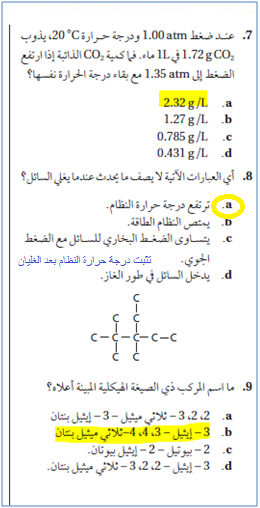 7. عند ضغط 1.00 atm ودرجة حرارة 20 °C، يذوب
1.72 g CO2 في 1L ماء. فما كمية CO2 الذائبة إذا ارتفع
الضغط إلى 1.35 atm مع بقاء درجة الحرارة نفسها؟
a. 2.32 g/L
b. 1.27 g/L
c. 0.785 g/L
d. 0.431 g/L
8. أي العبارات الآتية لا يصف ما يحدث عندما يغلي السائل؟
a. ترتفع درجة حرارة النظام.
b. يمتص النظام الطاقة.
c. يتساوى الضغط البخاري للسائل مع الضغط
الجوي.
تثبت درجة حرارة النظام بعد الغليان
d. يدخل السائل في طور الغاز.
C C
C C
C-C-C-C-C
C C
9. ما اسم المركب ذي الصيغة الهيكلية المبينة أعلاه؟
a. 2، 2، 3 - ثلاثي ميثيل - 3 - إيثيل بنتان
b. 3 - إيثيل - 3، 4، 4-ثلاثي ميثيل بنتان
c. 2 - بيوتيل - 2 - إيثيل بيوتان.
d. 3 - إيثيل - 2، 2، 3 - ثلاثي ميثيل بنتان.